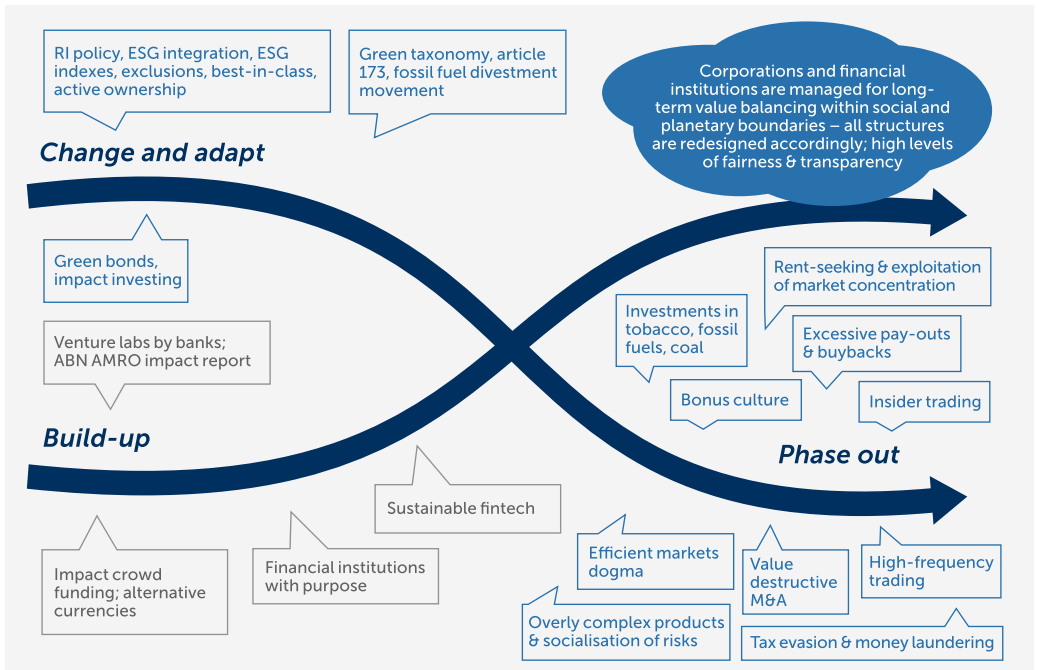 RI policy, ESG integration, ESG
indexes, exclusions, best-in-class,
active ownership
Green taxonomy, article
173, fossil fuel divestment
movement
Corporations and financial
institutions are managed for long-
term value balancing within social and
planetary boundaries – all structures
are redesigned accordingly; high levels
of fairness & transparency
Change and adapt
Green bonds,
impact investing
Venture labs by banks;
ABN AMRO impact report
Rent-seeking & exploitation
of market concentration
Investments in
tobacco, fossil
fuels, coal
Excessive pay-outs
& buybacks
Bonus culture
Insider trading
Build-up
Phase out
Sustainable fintech
Impact crowd
funding; alternative
currencies
Financial institutions
with purpose
Efficient markets
dogma
Value
destructive
M&A
High-frequency
trading
Overly complex products
& socialisation of risks
Tax evasion & money laundering